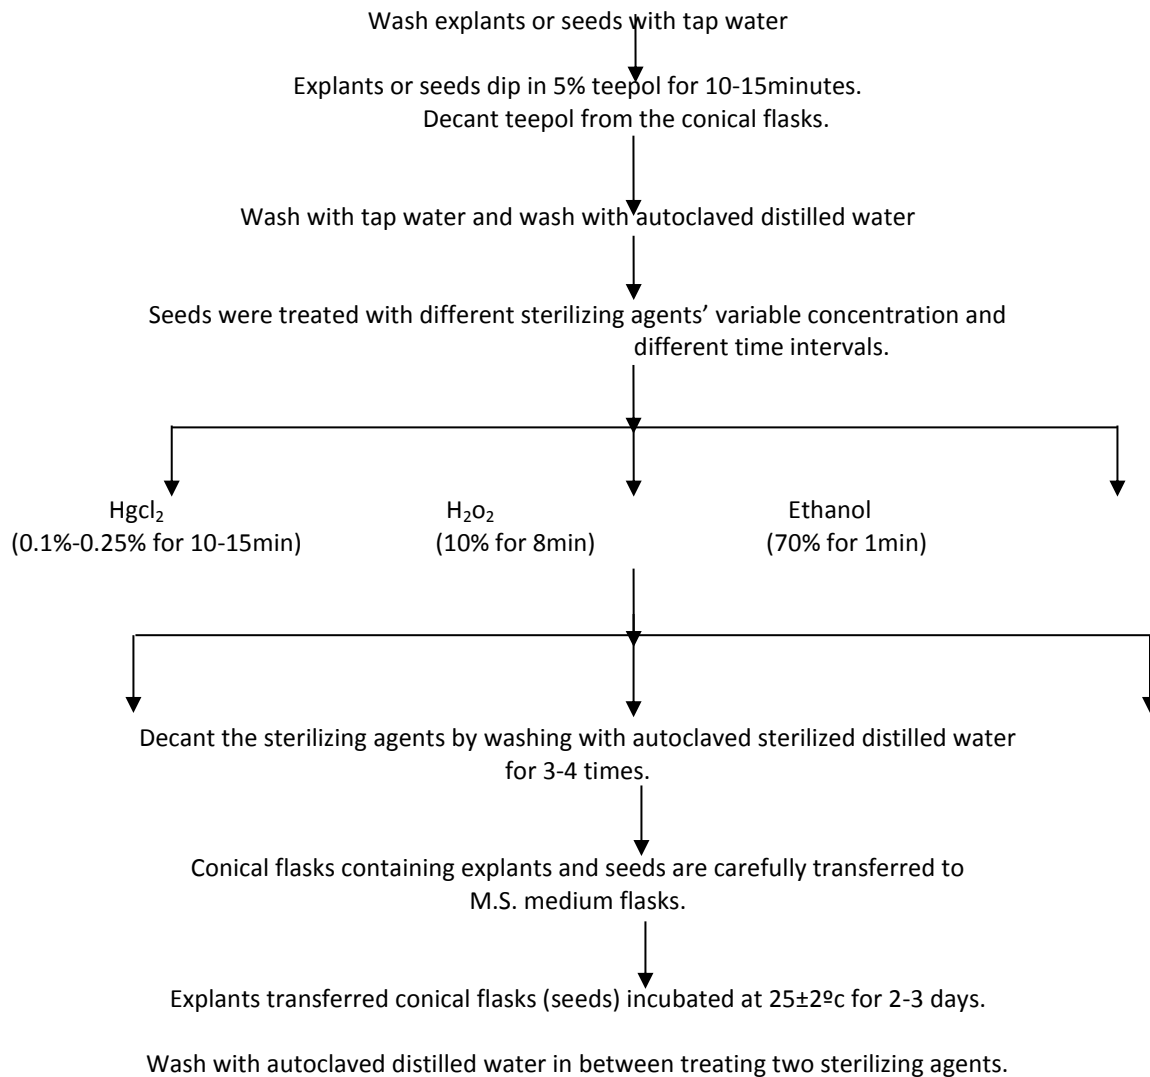 Wash explants or seeds with tap water
Explants or seeds dip in 5% teepol for 10-15minutes.
Decant teepol from the conical flasks.
Wash with tap water and wash with autoclaved distilled water
Seeds were treated with different sterilizing agents’ variable concentration and
different time intervals.
Hgcl₂ H₂o₂ Ethanol
(0.1%-0.25% for 10-15min) (10% for 8min) (70% for 1min)
Decant the sterilizing agents by washing with autoclaved sterilized distilled water
for 3-4 times.
Conical flasks containing explants and seeds are carefully transferred to
M.S. medium flasks.
Explants transferred conical flasks (seeds) incubated at 25±2ºc for 2-3 days.
Wash with autoclaved distilled water in between treating two sterilizing agents.